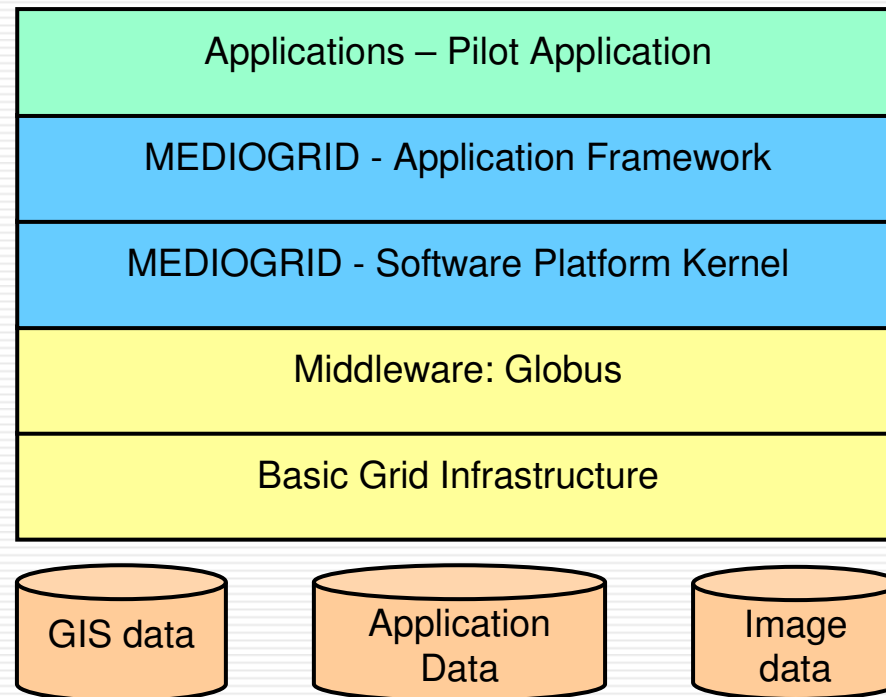 Applications – Pilot Application
MEDIOGRID - Application Framework
MEDIOGRID - Software Platform Kernel
Middleware: Globus
Basic Grid Infrastructure
GIS data
Application
Data
Image
data